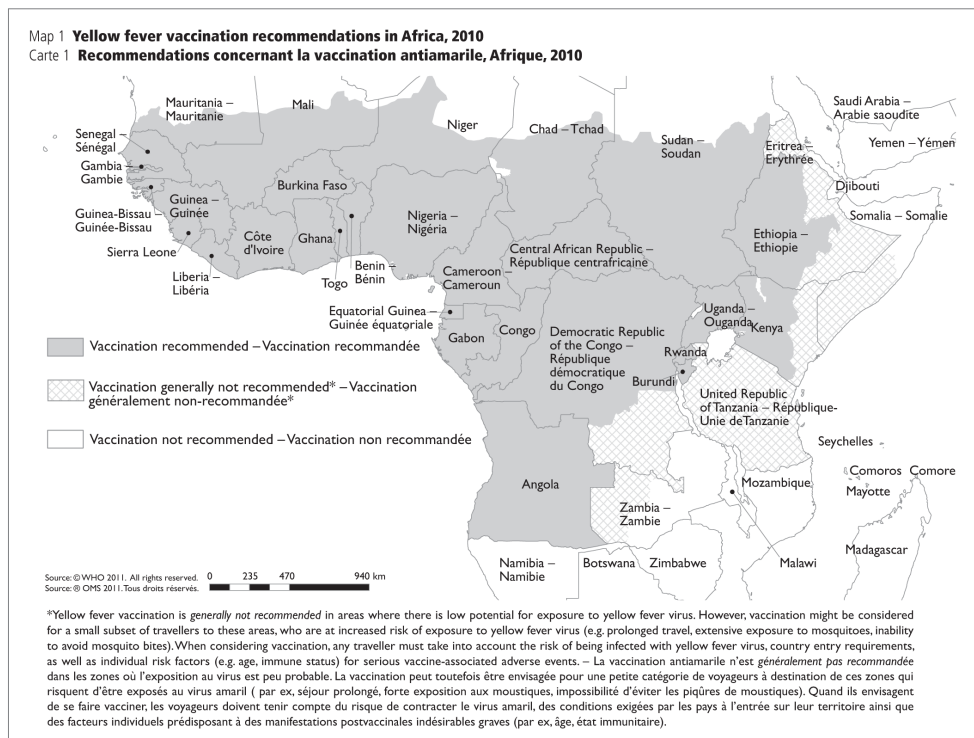 Map 1 Yellow fever vaccination recommendations in Africa, 2010
Carte 1 Recommendations concernant la vaccination antiamarile, Afrique, 2010
Mauritania –
Mauritanie
Mali
Niger
Chad – Tchad
Sudan –
Soudan
Eritrea –
Erythrée
Saudi Arabia –
Arabie saoudite
Yemen – Yémen
Senegal –
Sénégal
Gambia –
Gambie
Djibouti
Burkina Faso
Guinea –
Guinée
Guinea-Bissau –
Guinée-Bissau
Nigeria –
Nigéria
Somalia – Somalie
Ethiopia –
Ethiopie
Sierra Leone
Côte
d'Ivoire
Ghana
Central African Republic –
République centrafricaine
Liberia –
Libéria
Togo
Benin –
Bénin
Cameroon –
Cameroun
Equatorial Guinea –
Guinée équatoriale
Gabon
Congo
Democratic Republic
of the Congo –
République
démocratique
du Congo
Uganda –
Ouganda
Kenya
Rwanda
Burundi
Vaccination recommended – Vaccination recommandée
Vaccination generally not recommended* – Vaccination
généralement non-recommandée*
Vaccination not recommended – Vaccination non recommandée
United Republic
of Tanzania – République-
Unie de Tanzanie
Seychelles
Comoros Comore
Mayotte
Angola
Mozambique
Zambia –
Zambie
Madagascar
Namibia –
Namibie
Botswana
Zimbabwe
Malawi
Source: © WHO 2011. All rights reserved.
Source: ® OMS 2011. Tous droits réservés.
0 235 470 940 km
*Yellow fever vaccination is generally not recommended in areas where there is low potential for exposure to yellow fever virus. However, vaccination might be considered
for a small subset of travellers to these areas, who are at increased risk of exposure to yellow fever virus (e.g. prolonged travel, extensive exposure to mosquitoes, inability
to avoid mosquito bites). When considering vaccination, any traveller must take into account the risk of being infected with yellow fever virus, country entry requirements,
as well as individual risk factors (e.g. age, immune status) for serious vaccine-associated adverse events. – La vaccination antiamarile n'est généralement pas recommandée
dans les zones où l'exposition au virus est peu probable. La vaccination peut toutefois être envisagée pour une petite catégorie de voyageurs à destination de ces zones qui
risquent d'être exposés au virus amaril ( par ex, séjour prolongé, forte exposition aux moustiques, impossibilité d'éviter les piqûres de moustiques). Quand ils envisagent
de se faire vacciner, les voyageurs doivent tenir compte du risque de contracter le virus amaril, des conditions exigées par les pays à l'entrée sur leur territoire ainsi que
des facteurs individuels prédisposant à des manifestations postvaccinales indésirables graves (par ex, âge, état immunitaire).